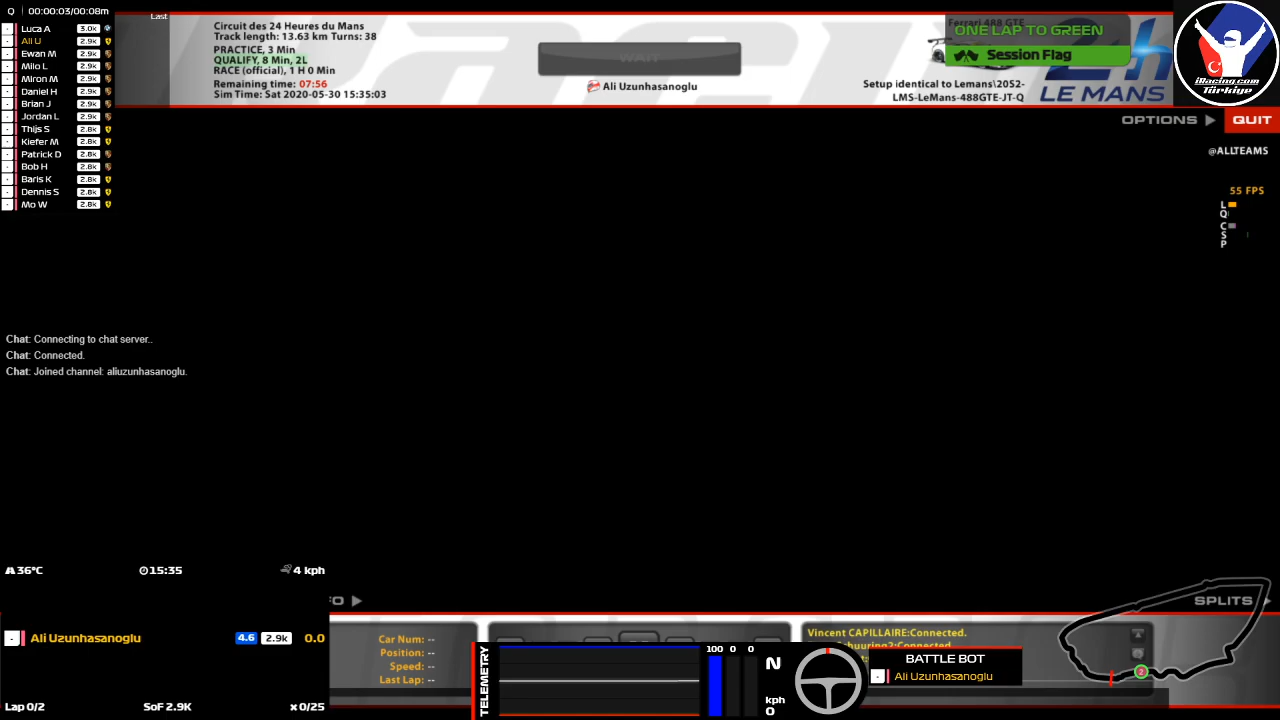 Q 00:00:03/00:08m
Last
Luca A 3.0k
Ali U 2.9k
Ewan M 2.9k
Milo L 2.9k
Miron M 2.9k
Daniel H 2.9k
Brian J 2.9k
Jordan L 2.9k
Thijs S 2.8k
Kiefer M 2.8k
Patrick D 2.8k
Bob H 2.8k
Baris K 2.8k
Dennis S 2.8k
Mo W 2.8k
Circuit des 24 Heures du Mans
Track length: 13.63 km Turns: 38
PRACTICE, 3 Min
QUALIFY, 8 Min, 2L
RACE (official), 1 H 0 Min
Remaining time: 07:56
Sim Time: Sat 2020-05-30 15:35:03
WAIT
Ali Uzunhasanoglu
Ferrari 488 GTE
ONE LAP TO GREEN
Session Flag
Setup identical to Lemans\20S2-
LMS-LeMans-488GTE-JT-Q
24h
LE MANS
iRacing.com
Türkiye
OPTIONS
QUIT
@ALLTEAMS
55 FPS
L
Q
C
S
P
Chat: Connecting to chat server..
Chat: Connected.
Chat: Joined channel: aliuzunhasanoglu.
36°C
15:35
4 kph
FO
SPLITS
Ali Uzunhasanoglu 4.6 2.9k 0.0
Lap 0/2
SoF 2.9K
x 0/25
Car Num: --
Position: --
Speed: --
Last Lap: --
TELEMETRY
100 0 0
N
kph
0
Vincent CAPILLAIRE:Connected.
BATTLE BOT
Ali Uzunhasanoglu
2